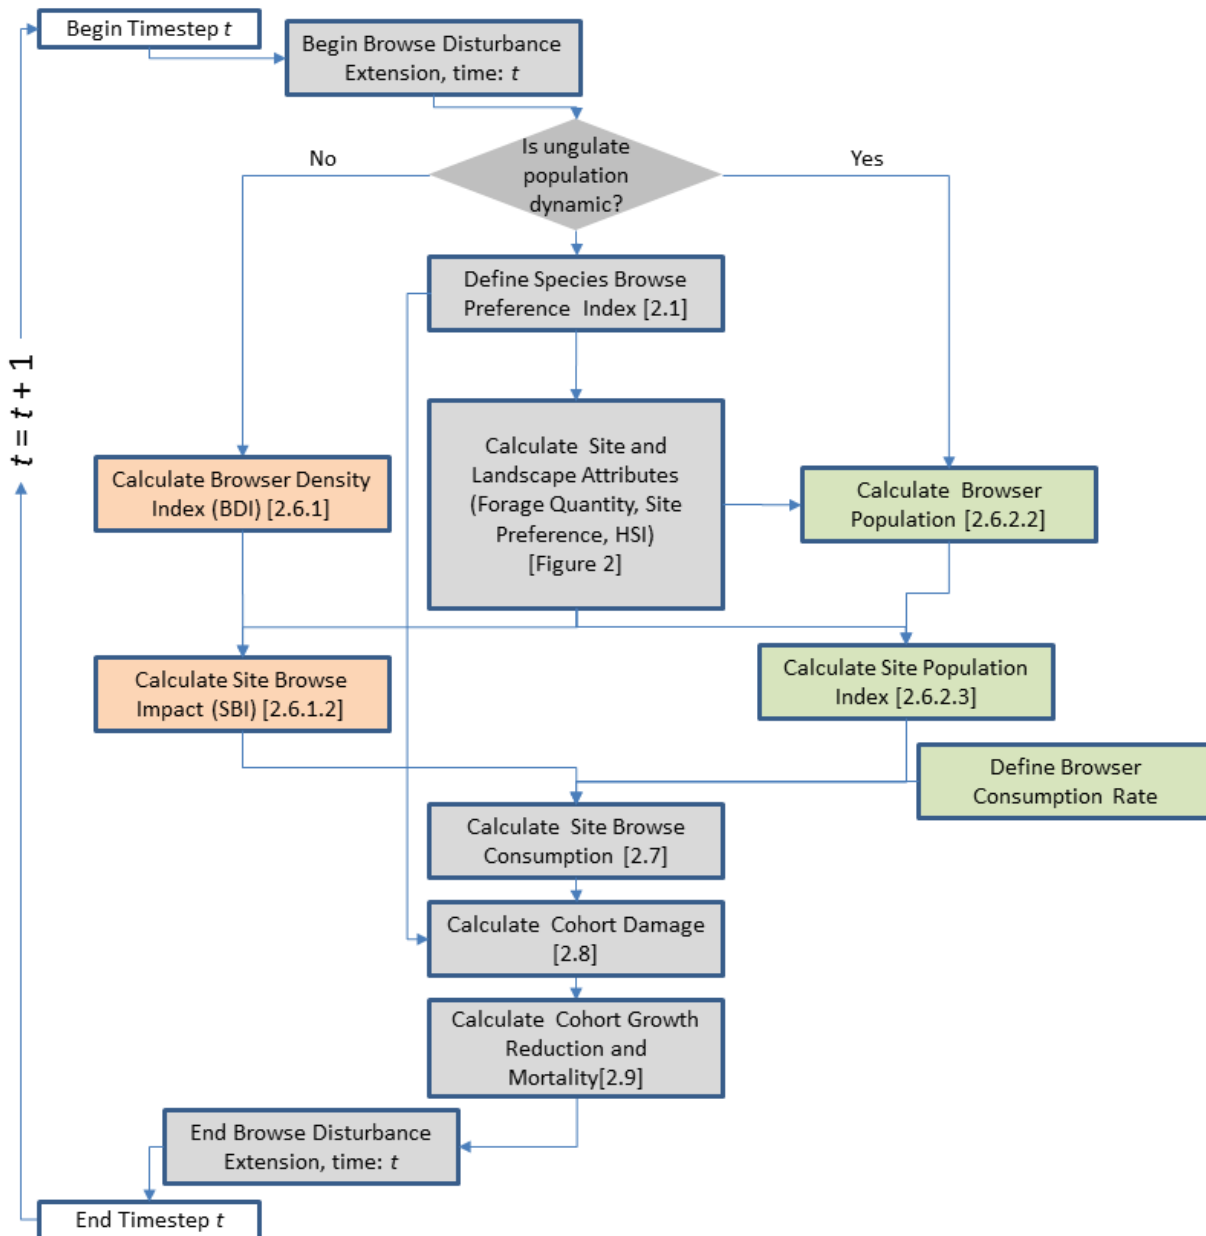 Begin Timestep t
Begin Browse Disturbance
Extension, time: t
Is ungulate
population
dynamic?
No
Yes
Define Species Browse
Preference Index [2.1]
t = t + 1
Calculate Site and
Landscape Attributes
(Forage Quantity, Site
Preference, HSI)
[Figure 2]
Calculate Browser Density
Index (BDI) [2.6.1]
Calculate Browser
Population [2.6.2.2]
Calculate Site Browse
Impact (SBI) [2.6.1.2]
Calculate Site Population
Index [2.6.2.3]
Define Browser
Consumption Rate
Calculate Site Browse
Consumption [2.7]
Calculate Cohort Damage
[2.8]
Calculate Cohort Growth
Reduction and
Mortality[2.9]
End Browse Disturbance
Extension, time: t
End Timestep t